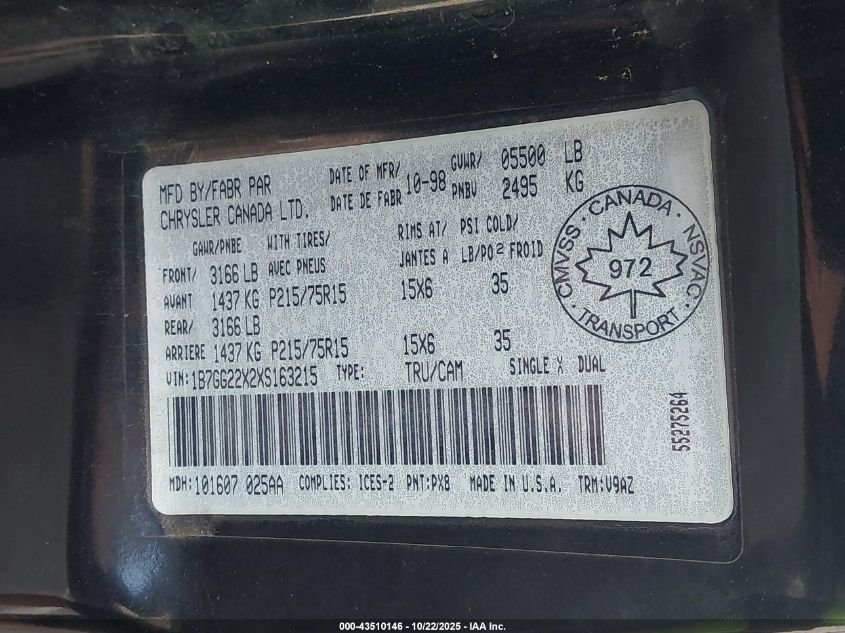 MFD BY/FABR PAR DATE OF MFR/ 10-98 GVWR/ 05500 LB
CHRYSLER CANADA LTD. DATE DE FABR PNBV 2495 KG
GAWR/PNBE WITH TIRES/ RIMS AT/ PSI COLD/
AVEC PNEUS JANTES A LB/PO² FROID
FRONT/ 3166 LB
AVANT 1437 KG P215/75R15 15X6 35
REAR/ 3166 LB
ARRIERE 1437 KG P215/75R15 15X6 35
VIN: 1B7GG22X2XS163215 TYPE: TRU/CAM SINGLE X DUAL
MDH: 101607 025AA COMPLIES: ICES-2 PNT:PX8 MADE IN U.S.A. TRM:V9AZ
CMVSS · CANADA · NSVAC · TRANSPORT ·
972
55275264
000-43510146 - 10/22/2025 - IAA Inc.